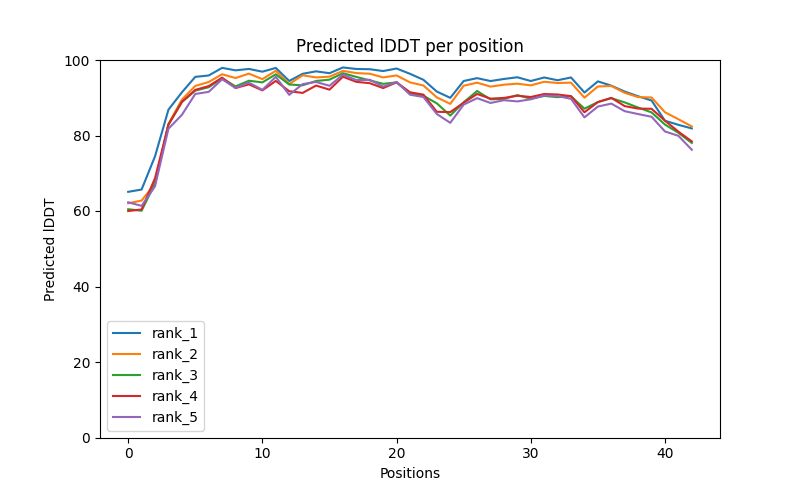 Predicted lDDT per position
100
80
60
40
20
0
Predicted lDDT
rank_1
rank_2
rank_3
rank_4
rank_5
0 10 20 30 40
Positions